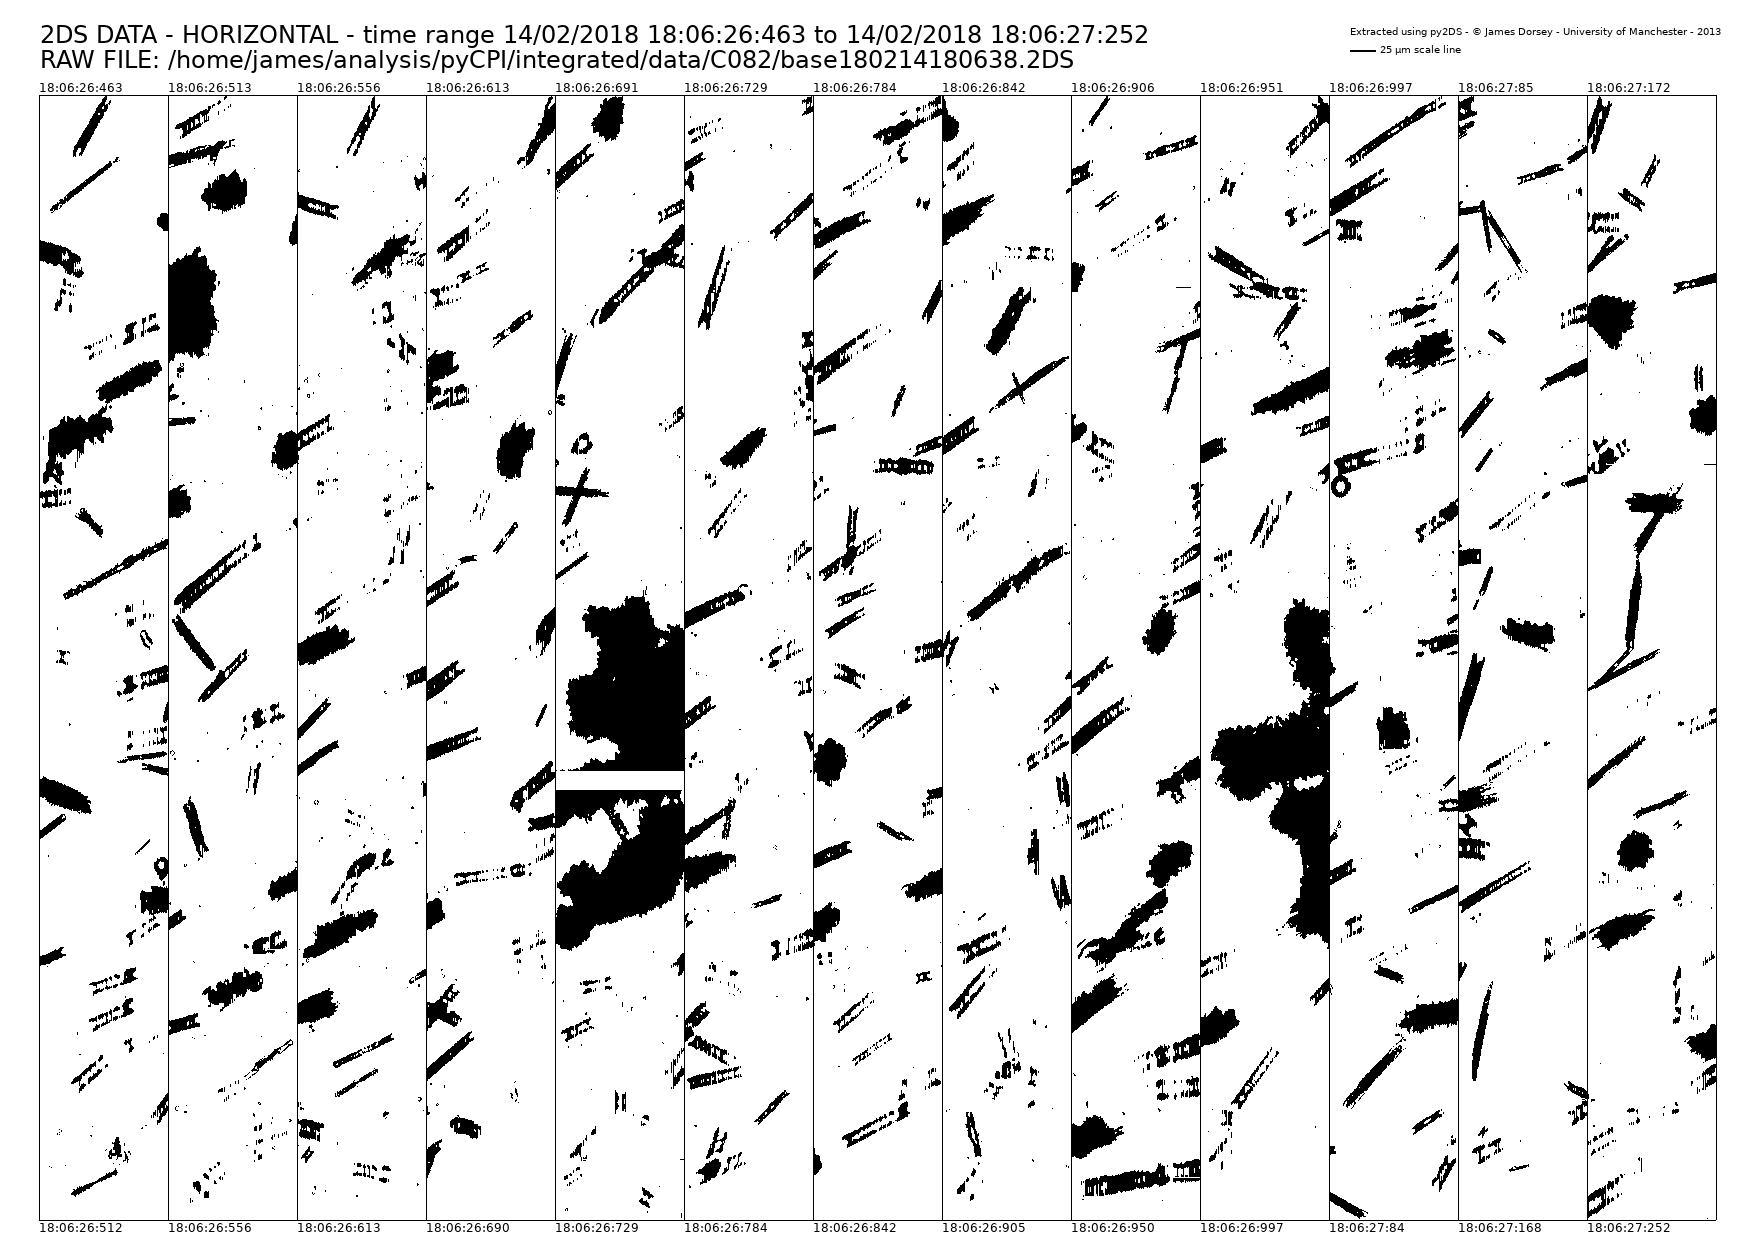 2DS DATA - HORIZONTAL - time range 14/02/2018 18:06:26:463 to 14/02/2018 18:06:27:252
RAW FILE: /home/james/analysis/pyCPI/integrated/data/C082/base180214180638.2DS
Extracted using py2DS - © James Dorsey - University of Manchester - 2013
25 µm scale line
18:06:26:463 18:06:26:513 18:06:26:556 18:06:26:613 18:06:26:691 18:06:26:729 18:06:26:784 18:06:26:842 18:06:26:906 18:06:26:951 18:06:26:997 18:06:27:85 18:06:27:172
18:06:26:512 18:06:26:556 18:06:26:613 18:06:26:690 18:06:26:729 18:06:26:784 18:06:26:842 18:06:26:905 18:06:26:950 18:06:26:997 18:06:27:84 18:06:27:168 18:06:27:252